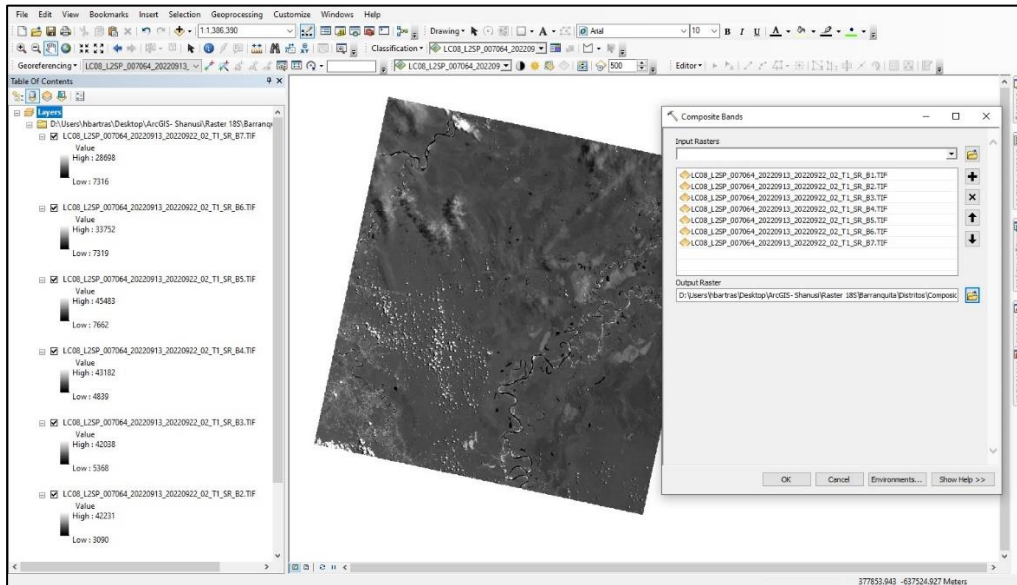 File Edit View Bookmarks Insert Selection Geoprocessing Customize Windows Help
1:1,386,390 Drawing Arial 10 B I U A
Classification LC08_L2SP_007064_202209
Georeferencing LC08_L2SP_007064_20220913_ LC08_L2SP_007064_202209 500 Editor
Table Of Contents
Layers
D:\Users\hbartras\Desktop\ArcGIS- Shanusi\Raster 18S\Barranqu
LC08_L2SP_007064_20220913_20220922_02_T1_SR_B7.TIF
Value
High : 28698
Low : 7316
LC08_L2SP_007064_20220913_20220922_02_T1_SR_B6.TIF
Value
High : 33752
Low : 7319
LC08_L2SP_007064_20220913_20220922_02_T1_SR_B5.TIF
Value
High : 45483
Low : 7662
LC08_L2SP_007064_20220913_20220922_02_T1_SR_B4.TIF
Value
High : 43182
Low : 4839
LC08_L2SP_007064_20220913_20220922_02_T1_SR_B3.TIF
Value
High : 42038
Low : 5368
LC08_L2SP_007064_20220913_20220922_02_T1_SR_B2.TIF
Value
High : 42231
Low : 3090
Composite Bands
Input Rasters
LC08_L2SP_007064_20220913_20220922_02_T1_SR_B1.TIF
LC08_L2SP_007064_20220913_20220922_02_T1_SR_B2.TIF
LC08_L2SP_007064_20220913_20220922_02_T1_SR_B3.TIF
LC08_L2SP_007064_20220913_20220922_02_T1_SR_B4.TIF
LC08_L2SP_007064_20220913_20220922_02_T1_SR_B5.TIF
LC08_L2SP_007064_20220913_20220922_02_T1_SR_B6.TIF
LC08_L2SP_007064_20220913_20220922_02_T1_SR_B7.TIF
Output Raster
D:\Users\hbartras\Desktop\ArcGIS- Shanusi\Raster 18S\Barranquita\Distritos\Composic
OK Cancel Environments... Show Help >>
377853.943 -637524.927 Meters